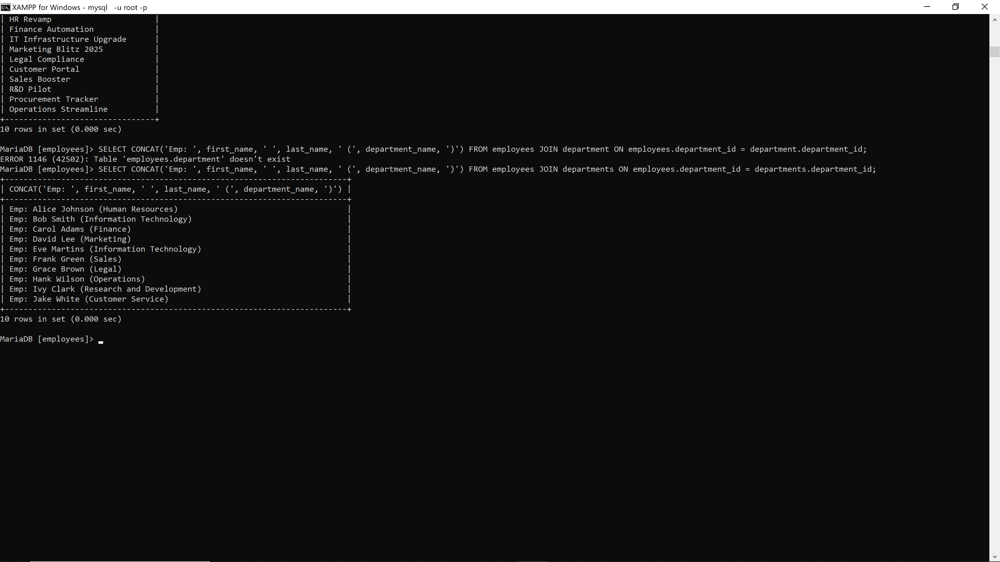 XAMPP for Windows - mysql   -u root -p
| HR Revamp                      |
| Finance Automation             |
| IT Infrastructure Upgrade      |
| Marketing Blitz 2025           |
| Legal Compliance               |
| Customer Portal                |
| Sales Booster                  |
| R&D Pilot                      |
| Procurement Tracker            |
| Operations Streamline          |
+--------------------------------+
10 rows in set (0.000 sec)

MariaDB [employees]> SELECT CONCAT('Emp: ', first_name, ' ', last_name, ' (', department_name, ')') FROM employees JOIN department ON employees.department_id = department.department_id;
ERROR 1146 (42S02): Table 'employees.department' doesn't exist
MariaDB [employees]> SELECT CONCAT('Emp: ', first_name, ' ', last_name, ' (', department_name, ')') FROM employees JOIN departments ON employees.department_id = departments.department_id;
+-------------------------------------------------------------------------+
| CONCAT('Emp: ', first_name, ' ', last_name, ' (', department_name, ')') |
+-------------------------------------------------------------------------+
| Emp: Alice Johnson (Human Resources)                                    |
| Emp: Bob Smith (Information Technology)                                 |
| Emp: Carol Adams (Finance)                                              |
| Emp: David Lee (Marketing)                                              |
| Emp: Eve Martins (Information Technology)                               |
| Emp: Frank Green (Sales)                                                |
| Emp: Grace Brown (Legal)                                                |
| Emp: Hank Wilson (Operations)                                           |
| Emp: Ivy Clark (Research and Development)                               |
| Emp: Jake White (Customer Service)                                      |
+-------------------------------------------------------------------------+
10 rows in set (0.000 sec)

MariaDB [employees]> _